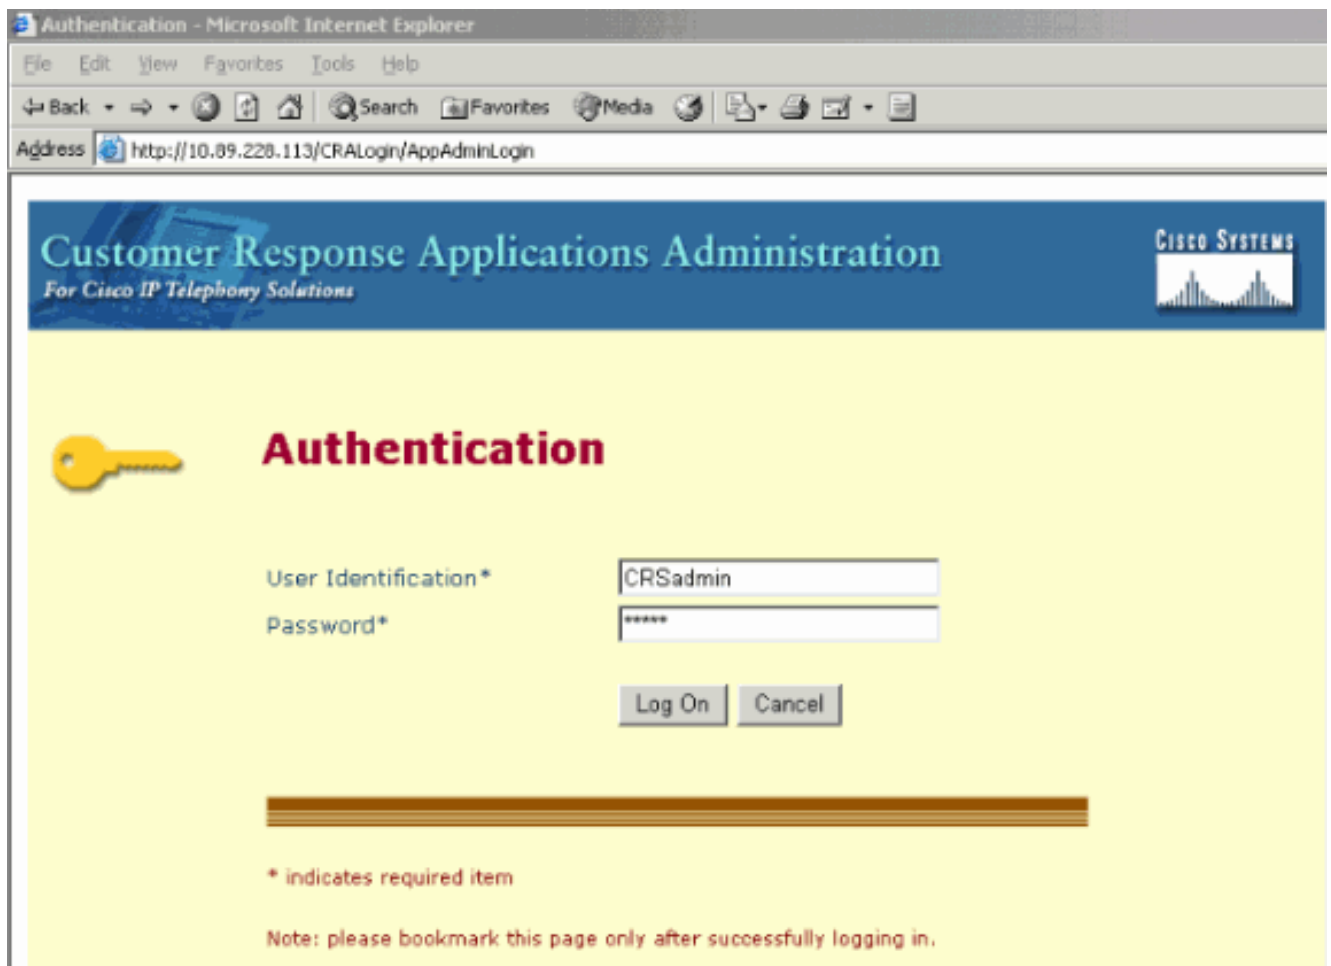 Authentication - Microsoft Internet Explorer
File Edit View Favorites Tools Help
Back Search Favorites Media
Address http://10.89.228.113/CRALogin/AppAdminLogin
Customer Response Applications Administration
For Cisco IP Telephony Solutions
CISCO SYSTEMS
Authentication
User Identification* CRSadmin
Password* *****
Log On Cancel
* indicates required item
Note: please bookmark this page only after successfully logging in.